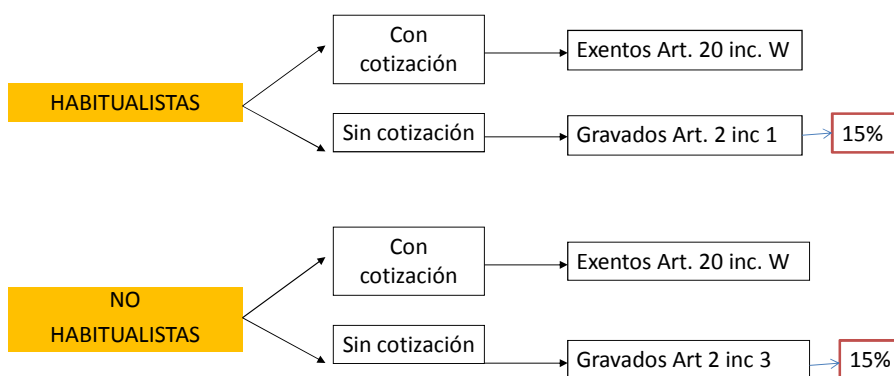 Con
cotización
Exentos Art. 20 inc. W
HABITUALISTAS
Sin cotización
Gravados Art. 2 inc 1
15%
Con
cotización
Exentos Art. 20 inc. W
NO
HABITUALISTAS
Sin cotización
Gravados Art 2 inc 3
15%